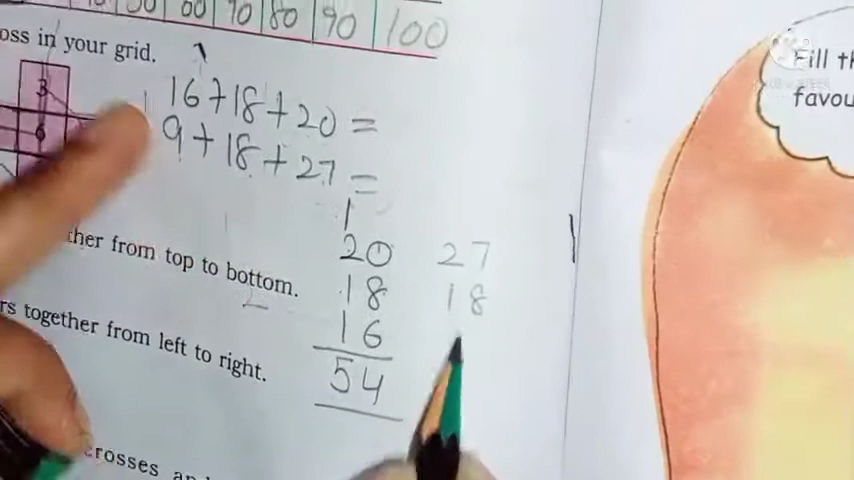 60 70 80 90 100
oss in your grid.
3
6
16+18+20=
9+18+27=
1
20 27
18 18
16
54
ther from top to bottom.
rs together from left to right.
crosses an
Fill th
favou